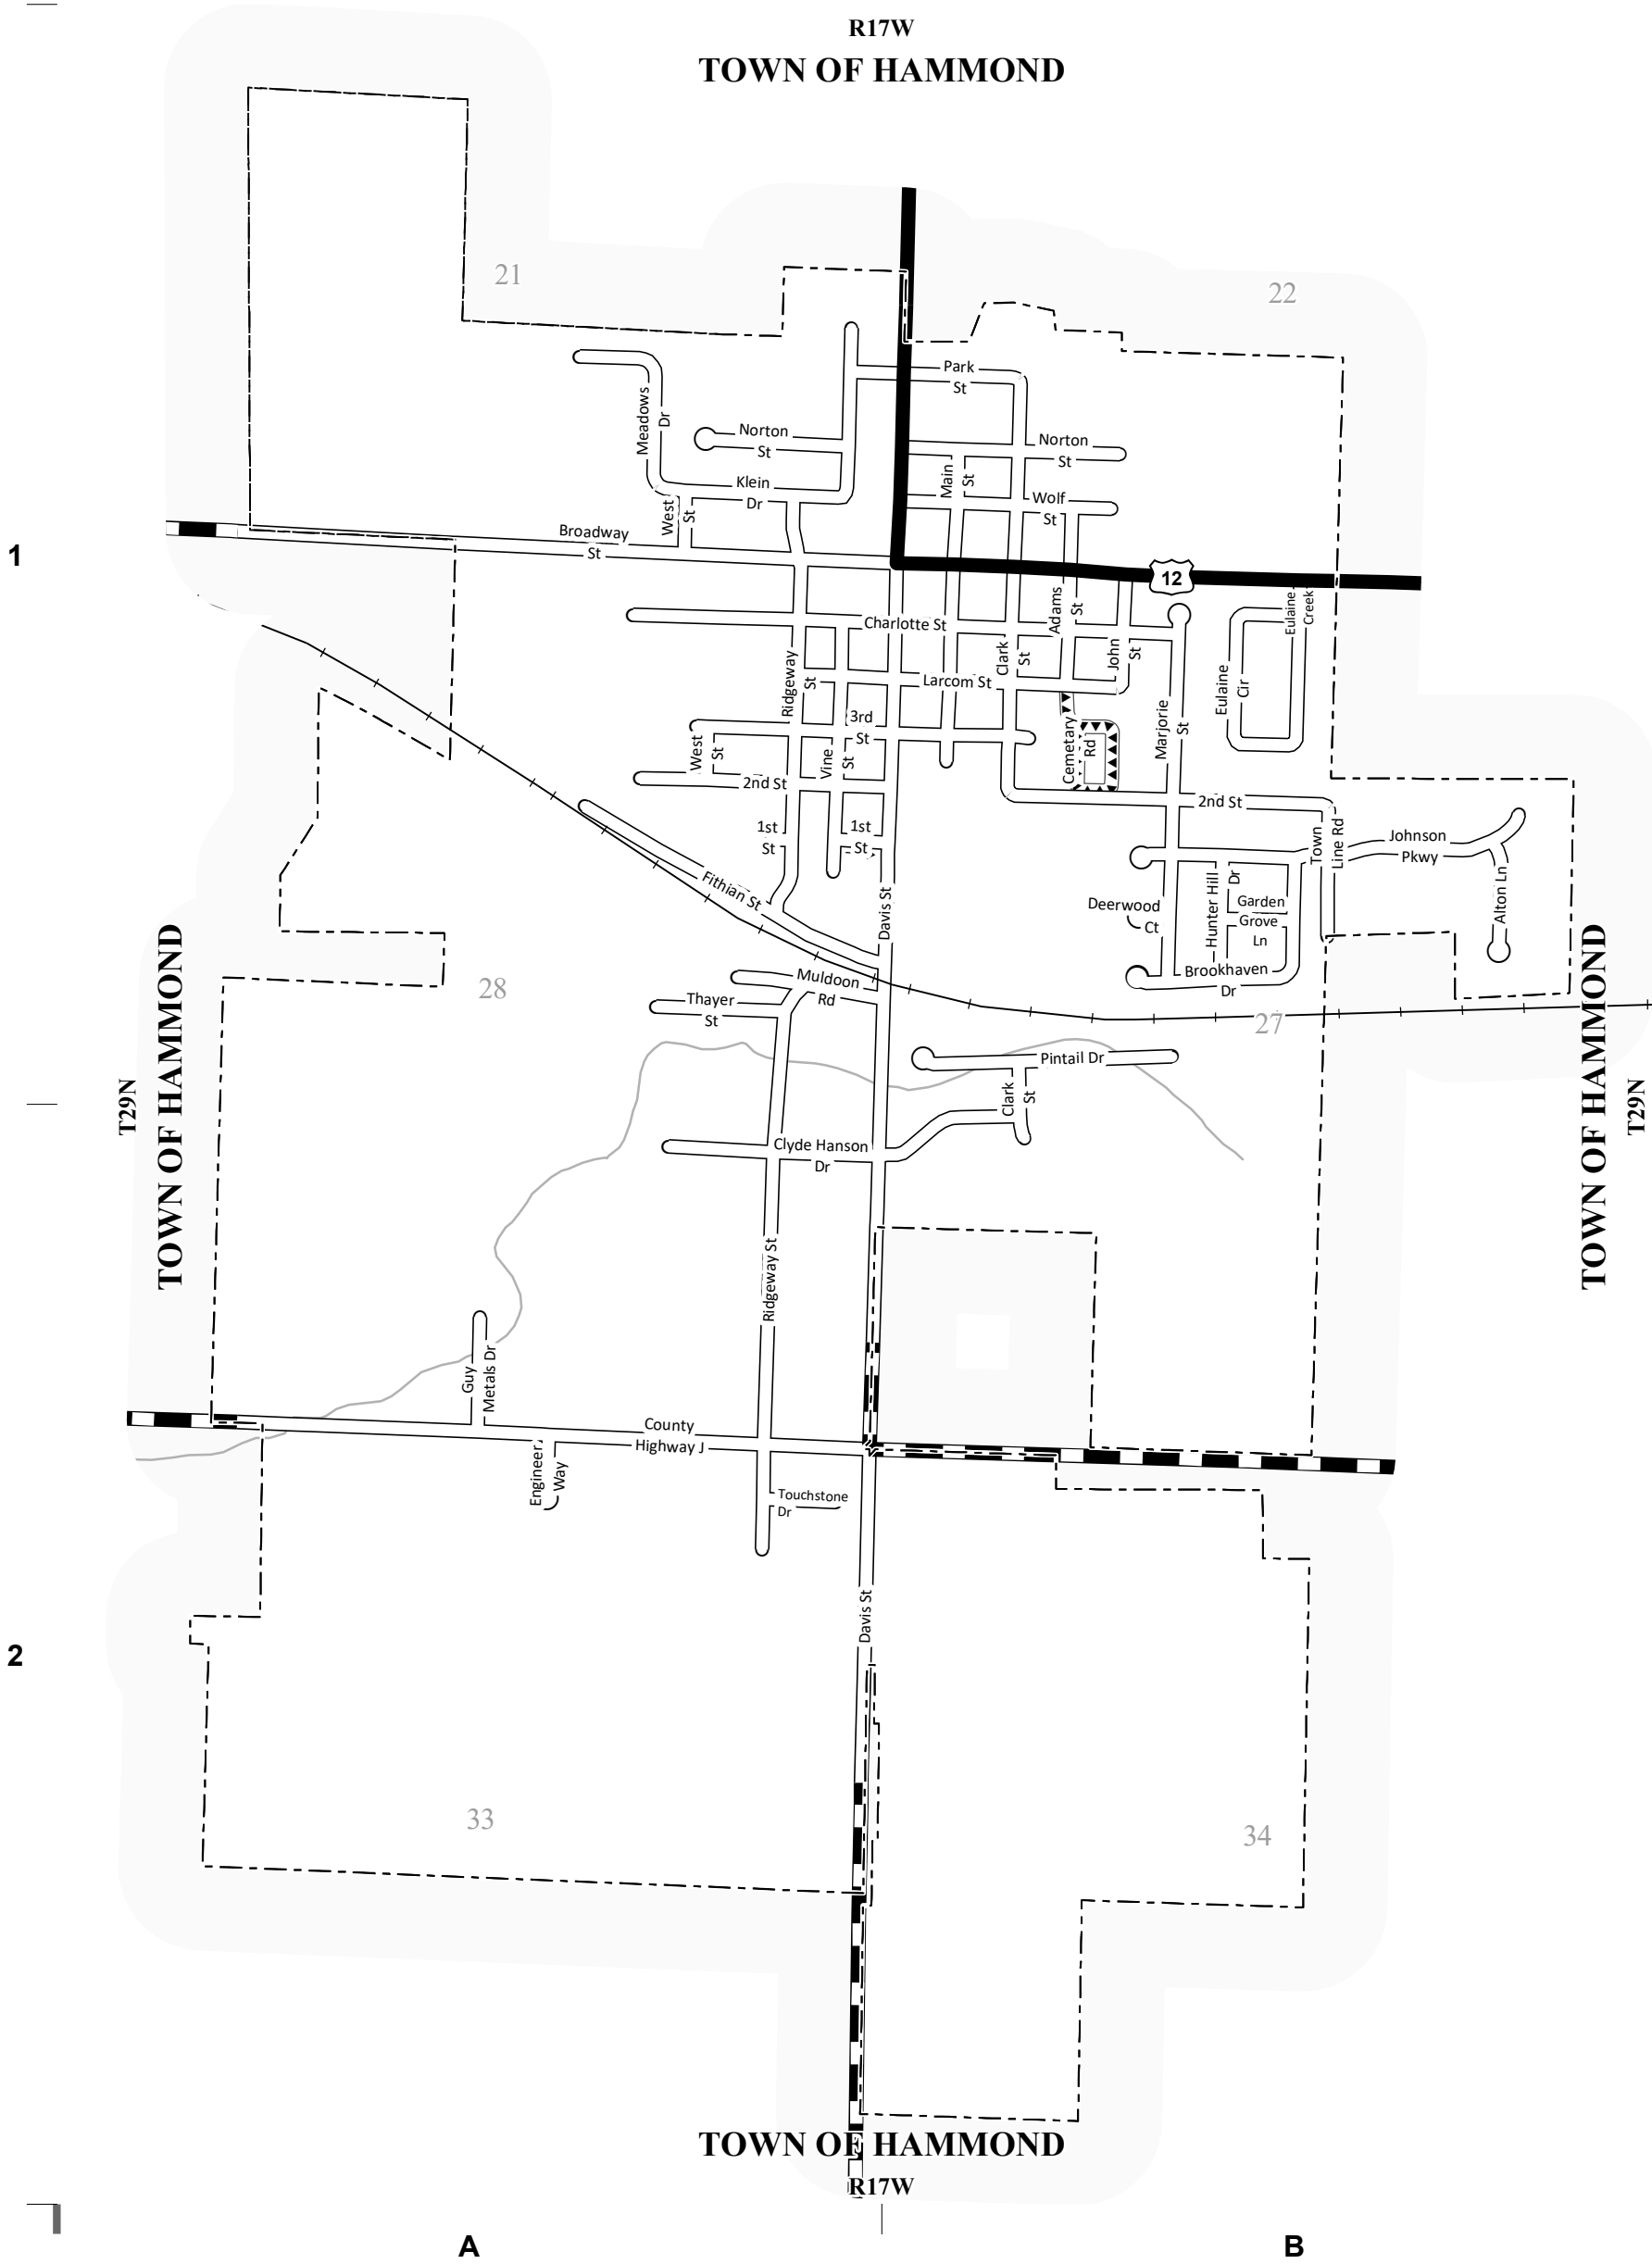 R17W
TOWN OF HAMMOND
21
22
Park
St
Meadows
Dr
Norton
St
Norton
St
Main
St
Klein
Dr
Wolf
St
West
St
Broadway
St
1
12
Eulaine
Creek
Adams
St
Charlotte St
Clark
St
John
St
Ridgeway
St
Larcom St
Eulaine
Cir
Marjorie
St
3rd
St
Cemetary
Rd
West
St
Vine
St
2nd St
2nd St
1st
St
1st
St
Town
Line Rd
Johnson
Pkwy
Fithian St
Davis St
Deerwood
Ct
Hunter Hill
Dr
Garden
Grove
Ln
Alton Ln
Brookhaven
Dr
Muldoon
Rd
28
Thayer
St
27
TOWN OF HAMMOND
T29N
TOWN OF HAMMOND
T29N
Pintail Dr
Clark
St
Clyde Hanson
Dr
Ridgeway St
Guy
Metals Dr
County
Highway J
Engineer
Way
Touchstone
Dr
Davis St
2
33
34
TOWN OF HAMMOND
R17W
A
B